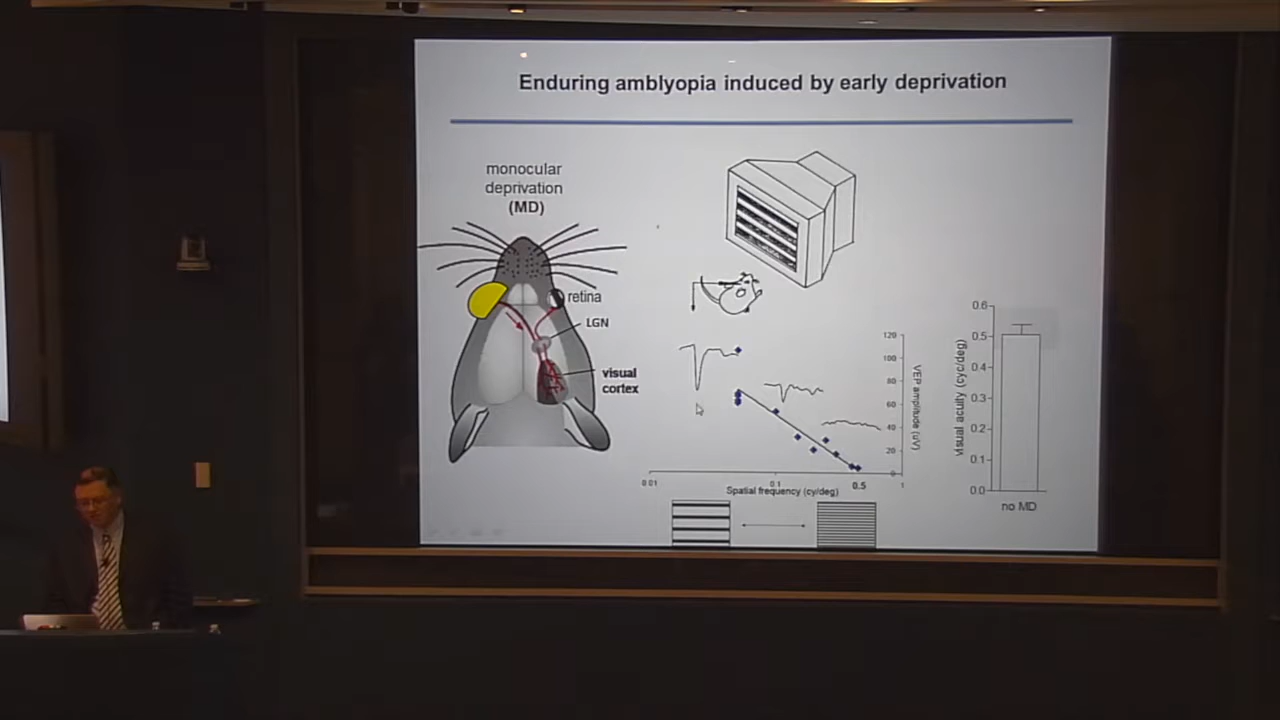 Enduring amblyopia induced by early deprivation
monocular
deprivation
(MD)
retina
LGN
visual
cortex
120
100
80
60
40
20
0
VEP amplitude (uV)
0.01
0.1
0.5
1
Spatial frequency (cy/deg)
0.6
0.5
0.4
0.3
0.2
0.1
0.0
visual acuity (cyc/deg)
no MD